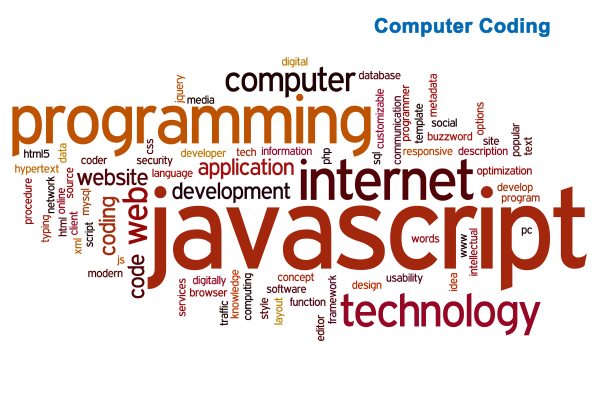 Computer Coding
digital
computer
database
jquery
media
programming
customizable
communication
programmer
template
metadata
social
buzzword
options
site
popular
text
html5
data
coder
css
security
developer
tech
information
php
sql
responsive
description
hypertext
website
language
application
internet
optimization
procedure
network
online
source
development
develop
program
typing
html
client
mysql
coding
web
javascript
xml
script
words
www
intellectual
pc
js
modern
code
services
digitally
browser
traffic
knowledge
computing
concept
software
style
layout
function
editor
framework
design
usability
idea
technology